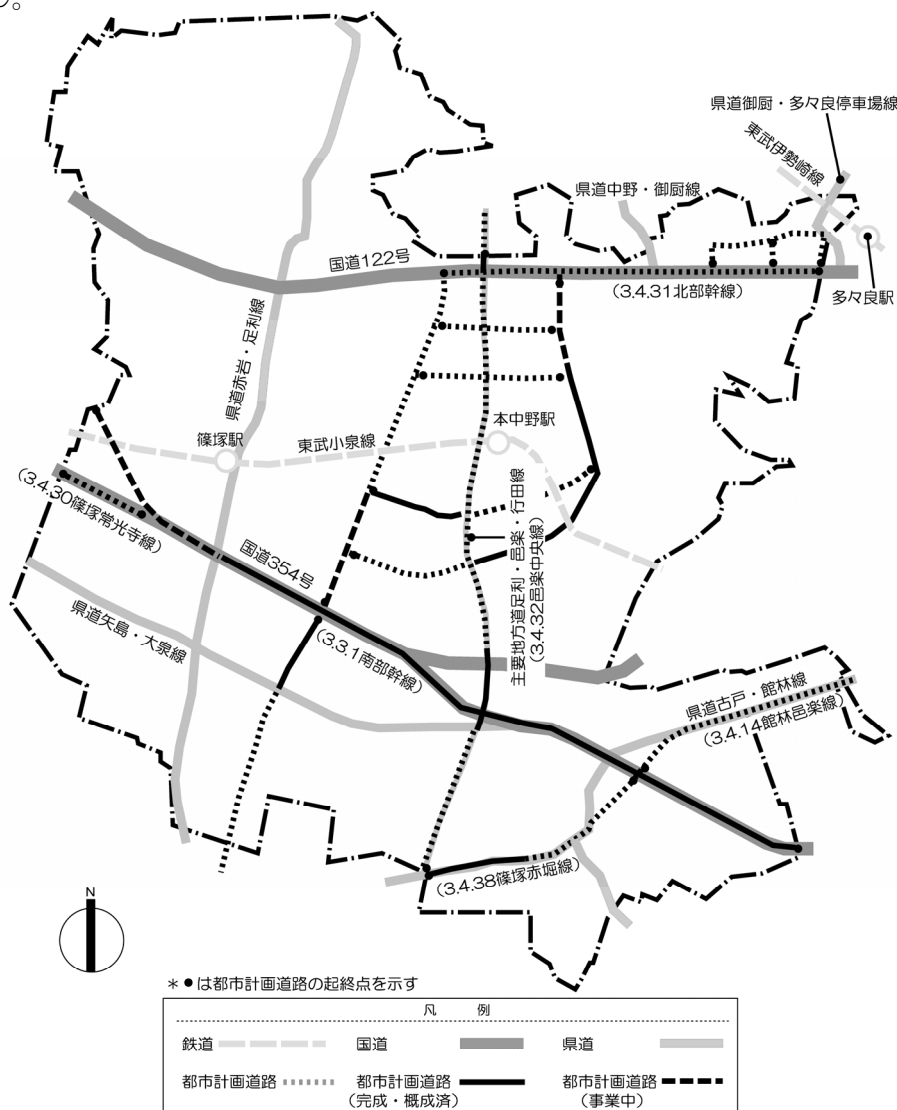 る。
県道御厨・多々良停車場線
東武伊勢崎線
県道中野・御厨線
国道122号
(3.4.31北部幹線)
多々良駅
県道赤岩・足利線
本中野駅
篠塚駅
東武小泉線
(3.4.30篠塚常光寺線)
国道354号
主要地方道足利・邑楽・行田線
(3.4.32邑楽中央線)
県道矢島・大泉線
(3.3.1南部幹線)
県道古戸・館林線
(3.4.14館林邑楽線)
(3.4.38篠塚赤堀線)
N
*●は都市計画道路の起終点を示す
凡 例
鉄道 国道 県道
都市計画道路 都市計画道路 都市計画道路
(完成・概成済) (事業中)